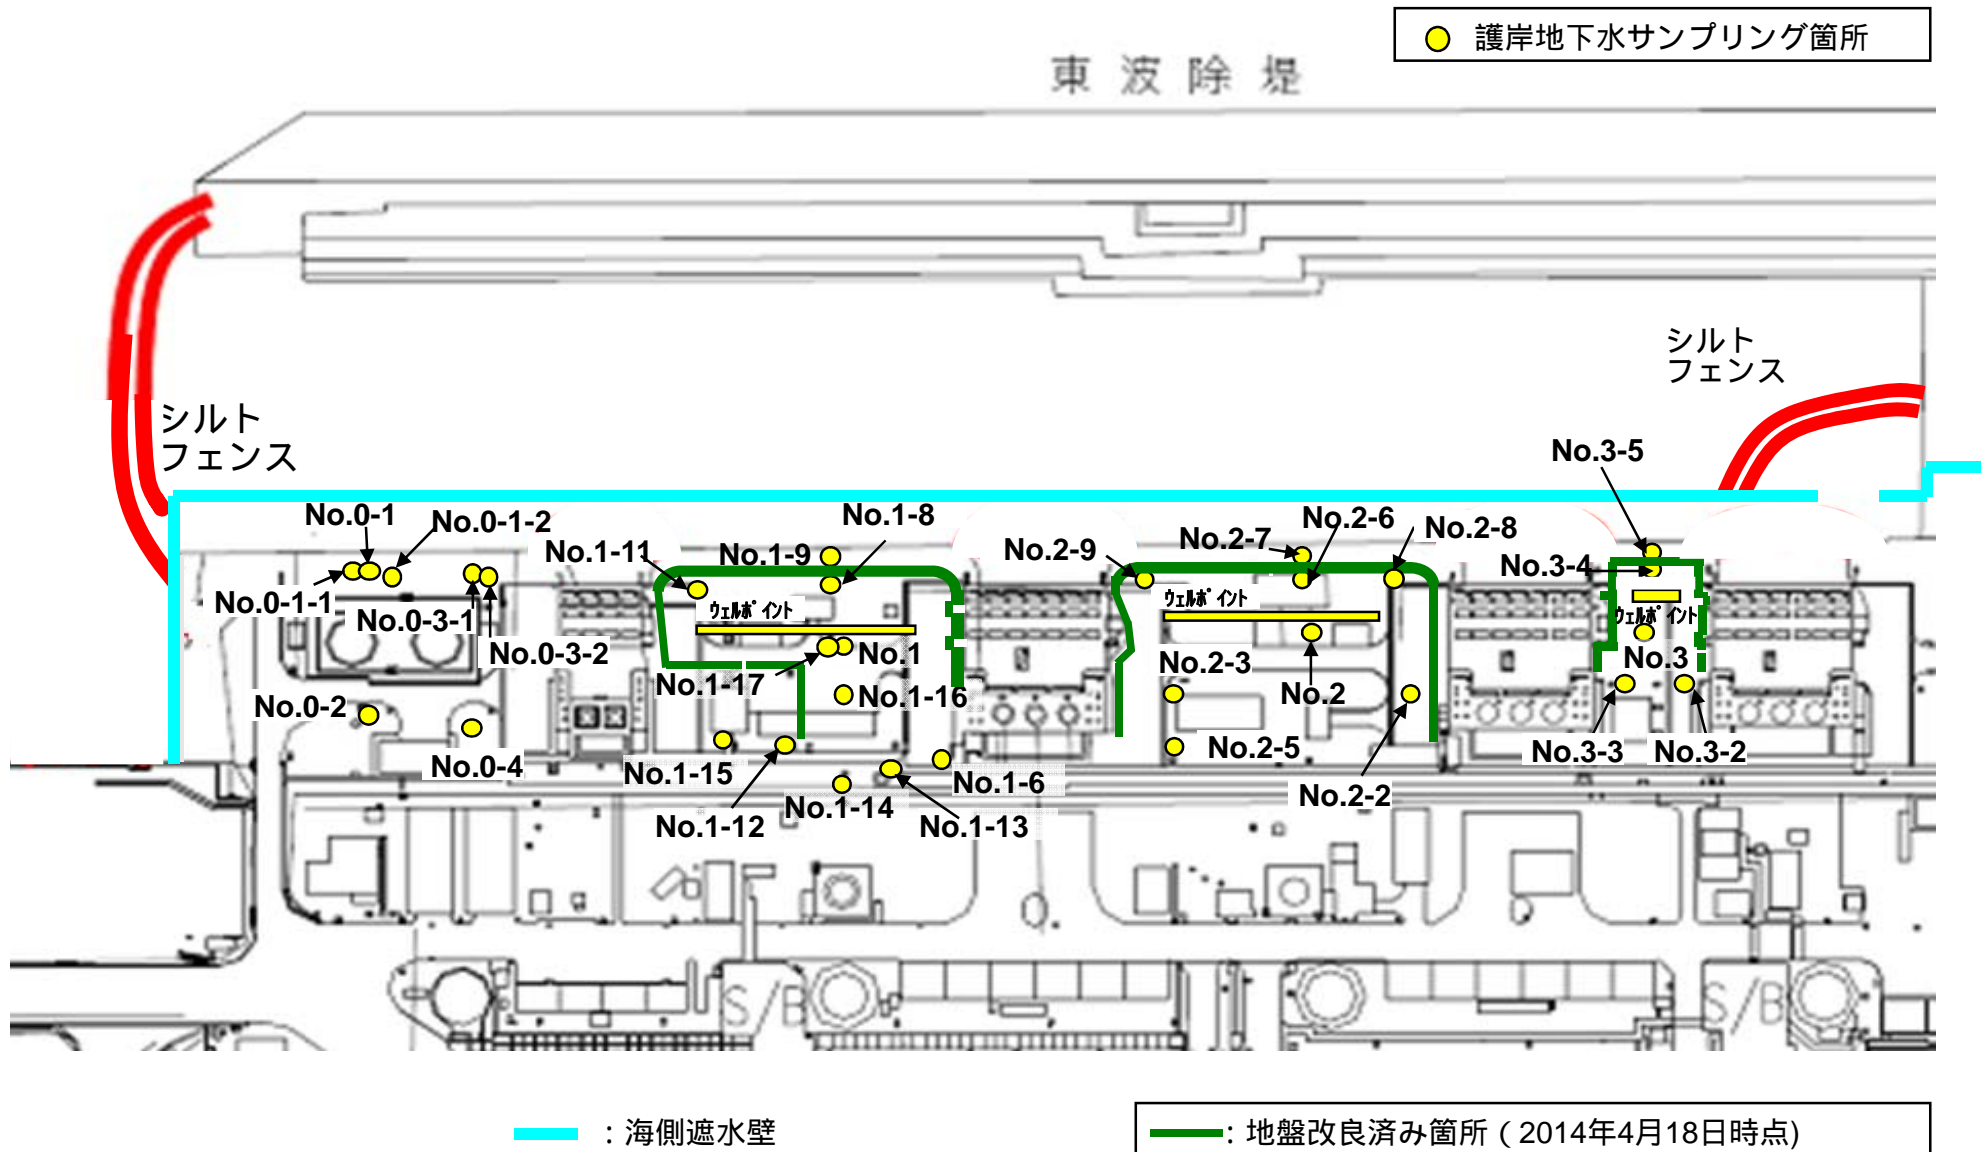 護岸地下水サンプリング箇所
東波除堤
シルト
フェンス
シルト
フェンス
No.3-5
No.0-1
No.0-1-2
No.1-8
No.2-6
No.2-8
No.1-11
No.1-9
No.2-9
No.2-7
No.3-4
No.0-1-1
No.0-3-1
ウェルポイント
ウェルポイント
ウェルポイント
No.0-3-2
No.1
No.1-17
No.2-3
No.2
No.3
No.0-2
No.1-16
No.0-4
No.1-15
No.1-6
No.2-5
No.3-3
No.3-2
No.1-12
No.1-14
No.1-13
No.2-2
S/B
S/B
：海側遮水壁
：地盤改良済み箇所（2014年4月18日時点)